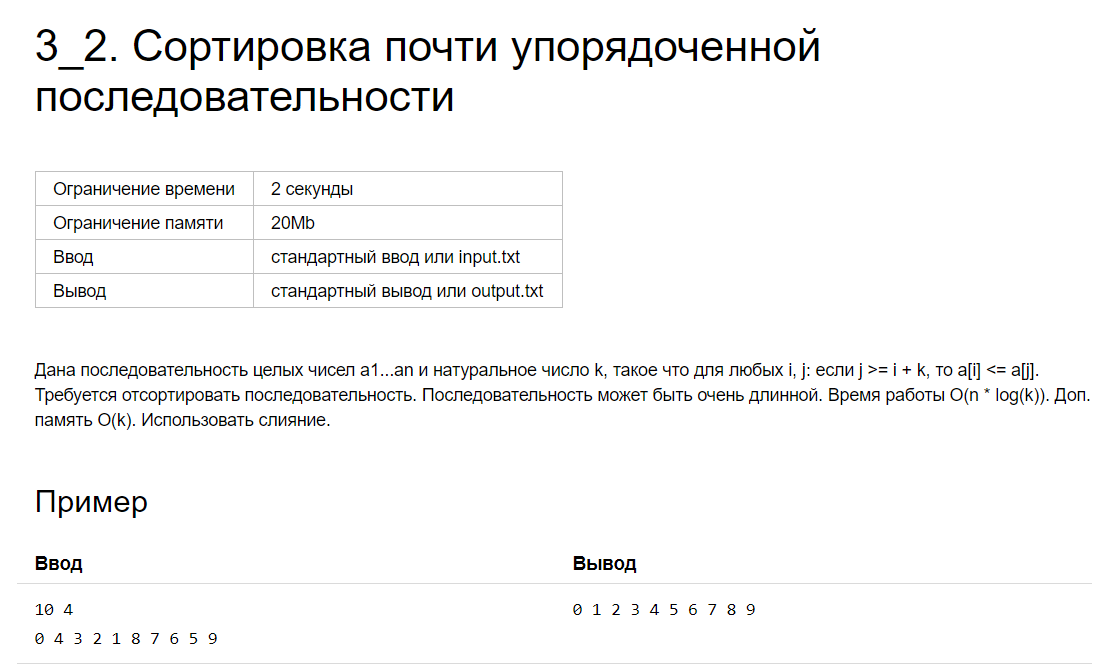 3_2. Сортировка почти упорядоченной
последовательности
Ограничение времени 2 секунды
Ограничение памяти 20Mb
Ввод стандартный ввод или input.txt
Вывод стандартный вывод или output.txt
Дана последовательность целых чисел a1...an и натуральное число k, такое что для любых i, j: если j >= i + k, то a[i] <= a[j].
Требуется отсортировать последовательность. Последовательность может быть очень длинной. Время работы O(n * log(k)). Доп.
память O(k). Использовать слияние.
Пример
Ввод Вывод
10 4 0 1 2 3 4 5 6 7 8 9
0 4 3 2 1 8 7 6 5 9